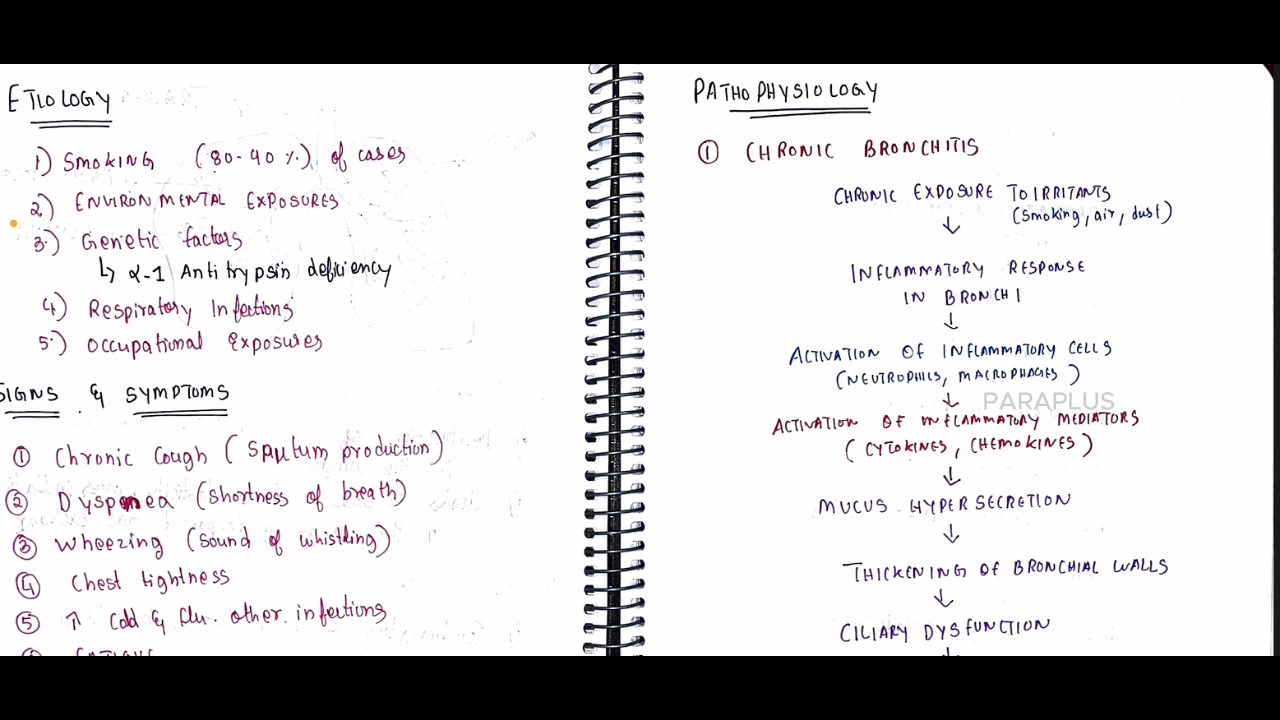 ETIOLOGY
1) SMOKING (80-90 %) of cases
2) ENVIRONMENTAL EXPOSURES
3.) Genetic factors
↳ α-1 Antitrypsin deficiency
4) Respiratory Infections
5.) Occupational Exposures
SIGNS & SYMPTOMS
① Chronic Cough (Sputum production)
② Dyspnea (shortness of breath)
③ Wheezing (sound of whistling)
④ Chest tightness
⑤ ↑ Cold & flu. other infections
PATHOPHYSIOLOGY
① CHRONIC BRONCHITIS
CHRONIC EXPOSURE TO IRRITANTS
(smoking, air, dust)
↓
INFLAMMATORY RESPONSE
IN BRONCHI
↓
ACTIVATION OF INFLAMMATORY CELLS
(NEUTROPHILS, MACROPHAGES)
↓
PARAPLUS
ACTIVATION OF INFLAMMATORY MEDIATORS
(CYTOKINES, CHEMOKINES)
↓
MUCUS HYPERSECRETION
↓
THICKENING OF BRONCHIAL WALLS
↓
CILIARY DYSFUNCTION
↓